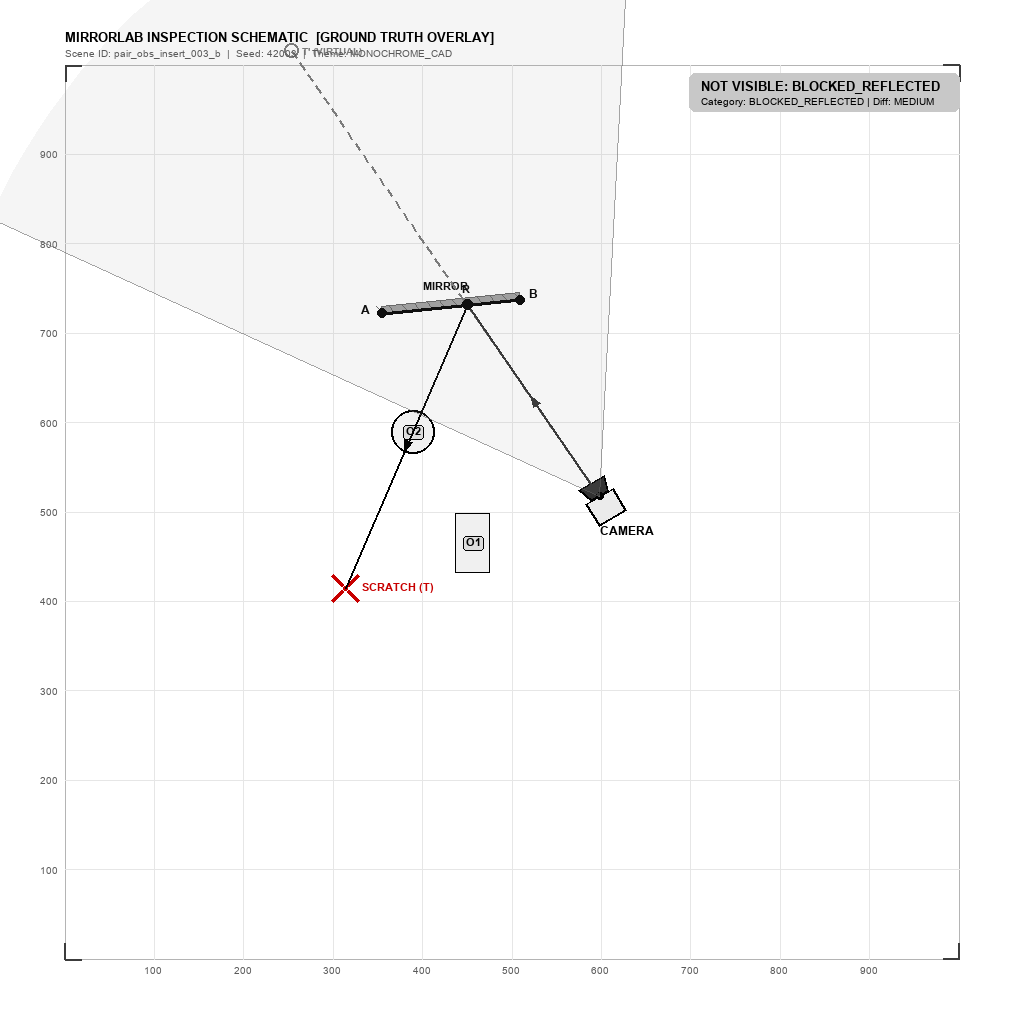 MIRRORLAB INSPECTION SCHEMATIC  [GROUND TRUTH OVERLAY]
Scene ID: pair_obs_insert_003_b  |  Seed: 42003  |  Theme: MONOCHROME_CAD
T' (VIRTUAL)
NOT VISIBLE: BLOCKED_REFLECTED
Category: BLOCKED_REFLECTED | Diff: MEDIUM
900
800
MIRROR
R
A
B
700
600
O2
500
CAMERA
O1
SCRATCH (T)
400
300
200
100
100 200 300 400 500 600 700 800 900